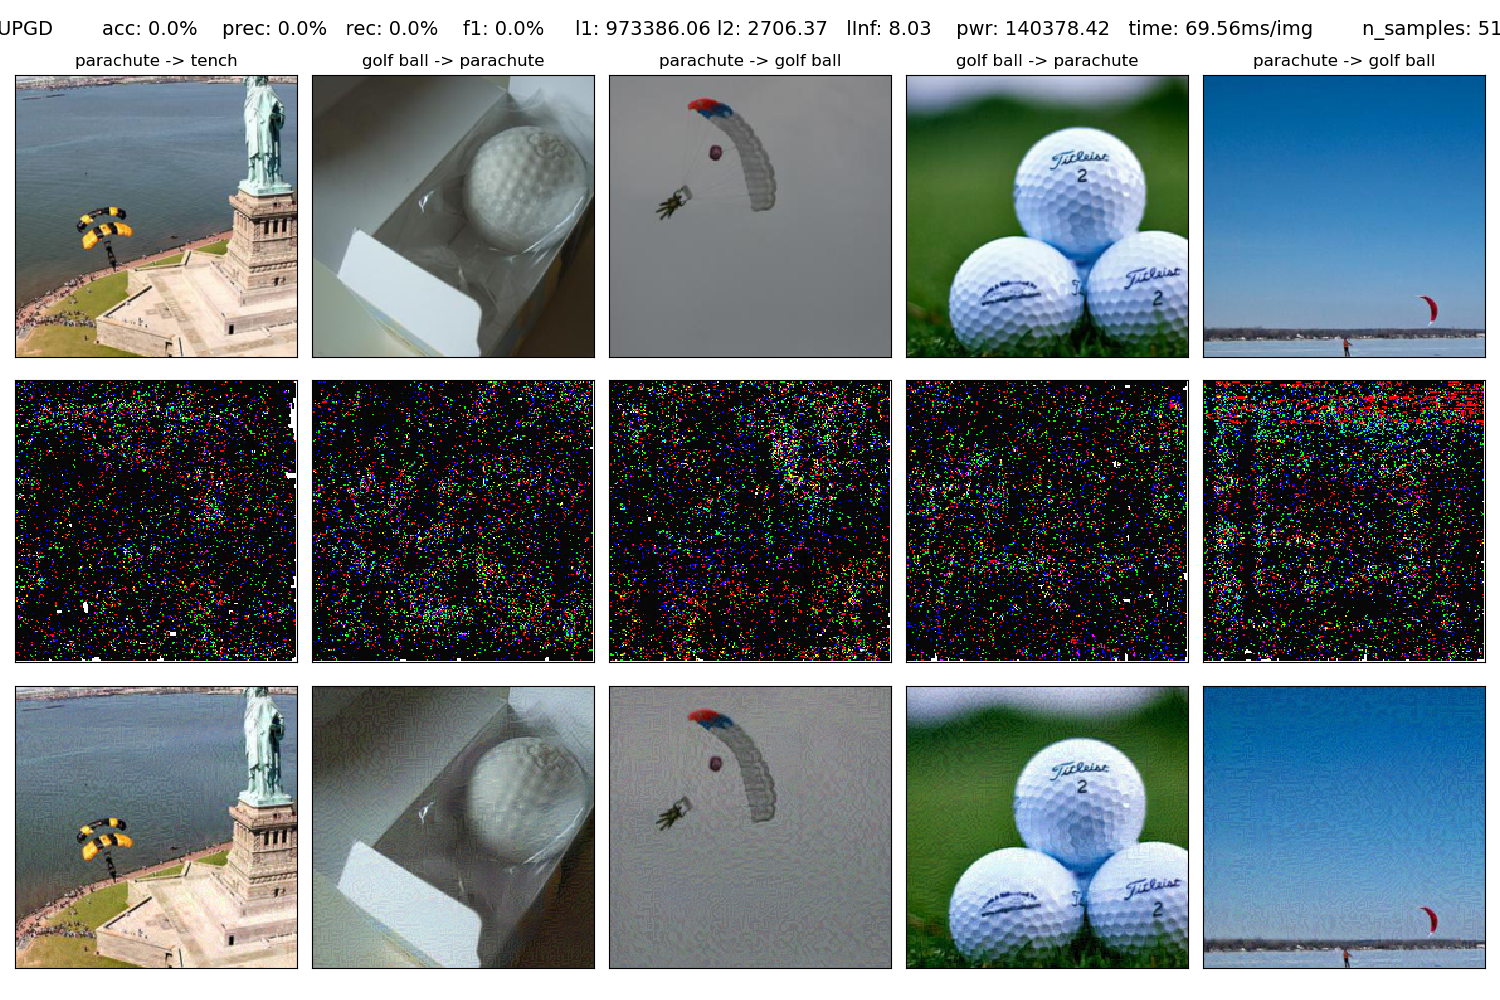 UPGD acc: 0.0% prec: 0.0% rec: 0.0% f1: 0.0% l1: 973386.06 l2: 2706.37 lInf: 8.03 pwr: 140378.42 time: 69.56ms/img n_samples: 51
parachute -> tench
golf ball -> parachute
parachute -> golf ball
golf ball -> parachute
parachute -> golf ball
Titleist
2
Titleist
2
Titleist
2
Titleist
2